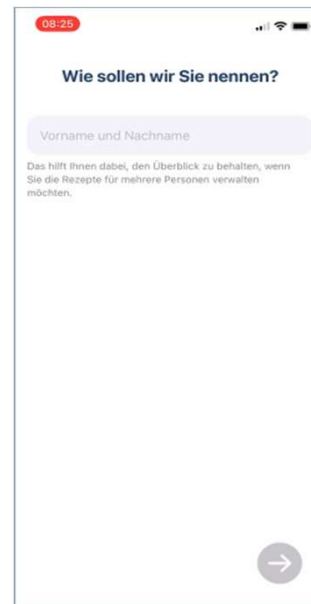 08:25
Wie sollen wir Sie nennen?
Vorname und Nachname
Das hilft Ihnen dabei, den Überblick zu behalten, wenn
Sie die Rezepte für mehrere Personen verwalten
möchten.